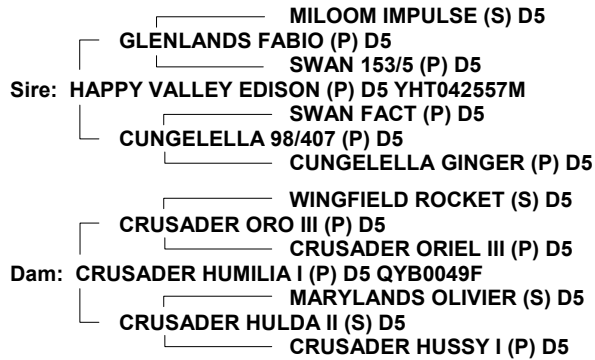 MILOOM IMPULSE (S) D5
GLENLANDS FABIO (P) D5
SWAN 153/5 (P) D5
Sire: HAPPY VALLEY EDISON (P) D5 YHT042557M
SWAN FACT (P) D5
CUNGELELLA 98/407 (P) D5
CUNGELELLA GINGER (P) D5
WINGFIELD ROCKET (S) D5
CRUSADER ORO III (P) D5
CRUSADER ORIEL III (P) D5
Dam: CRUSADER HUMILIA I (P) D5 QYB0049F
MARYLANDS OLIVIER (S) D5
CRUSADER HULDA II (S) D5
CRUSADER HUSSY I (P) D5